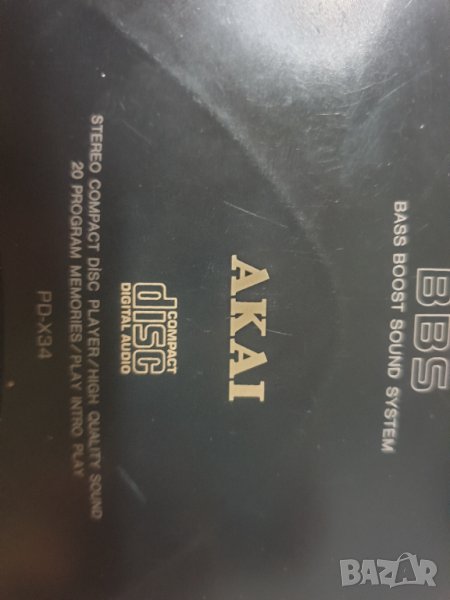 BBS
BASS BOOST SOUND SYSTEM
AKAI
COMPACT
disc
DIGITAL AUDIO
STEREO COMPACT DISC PLAYER/HIGH QUALITY SOUND
20 PROGRAM MEMORIES/PLAY INTRO PLAY
PD-X34
BAZAR